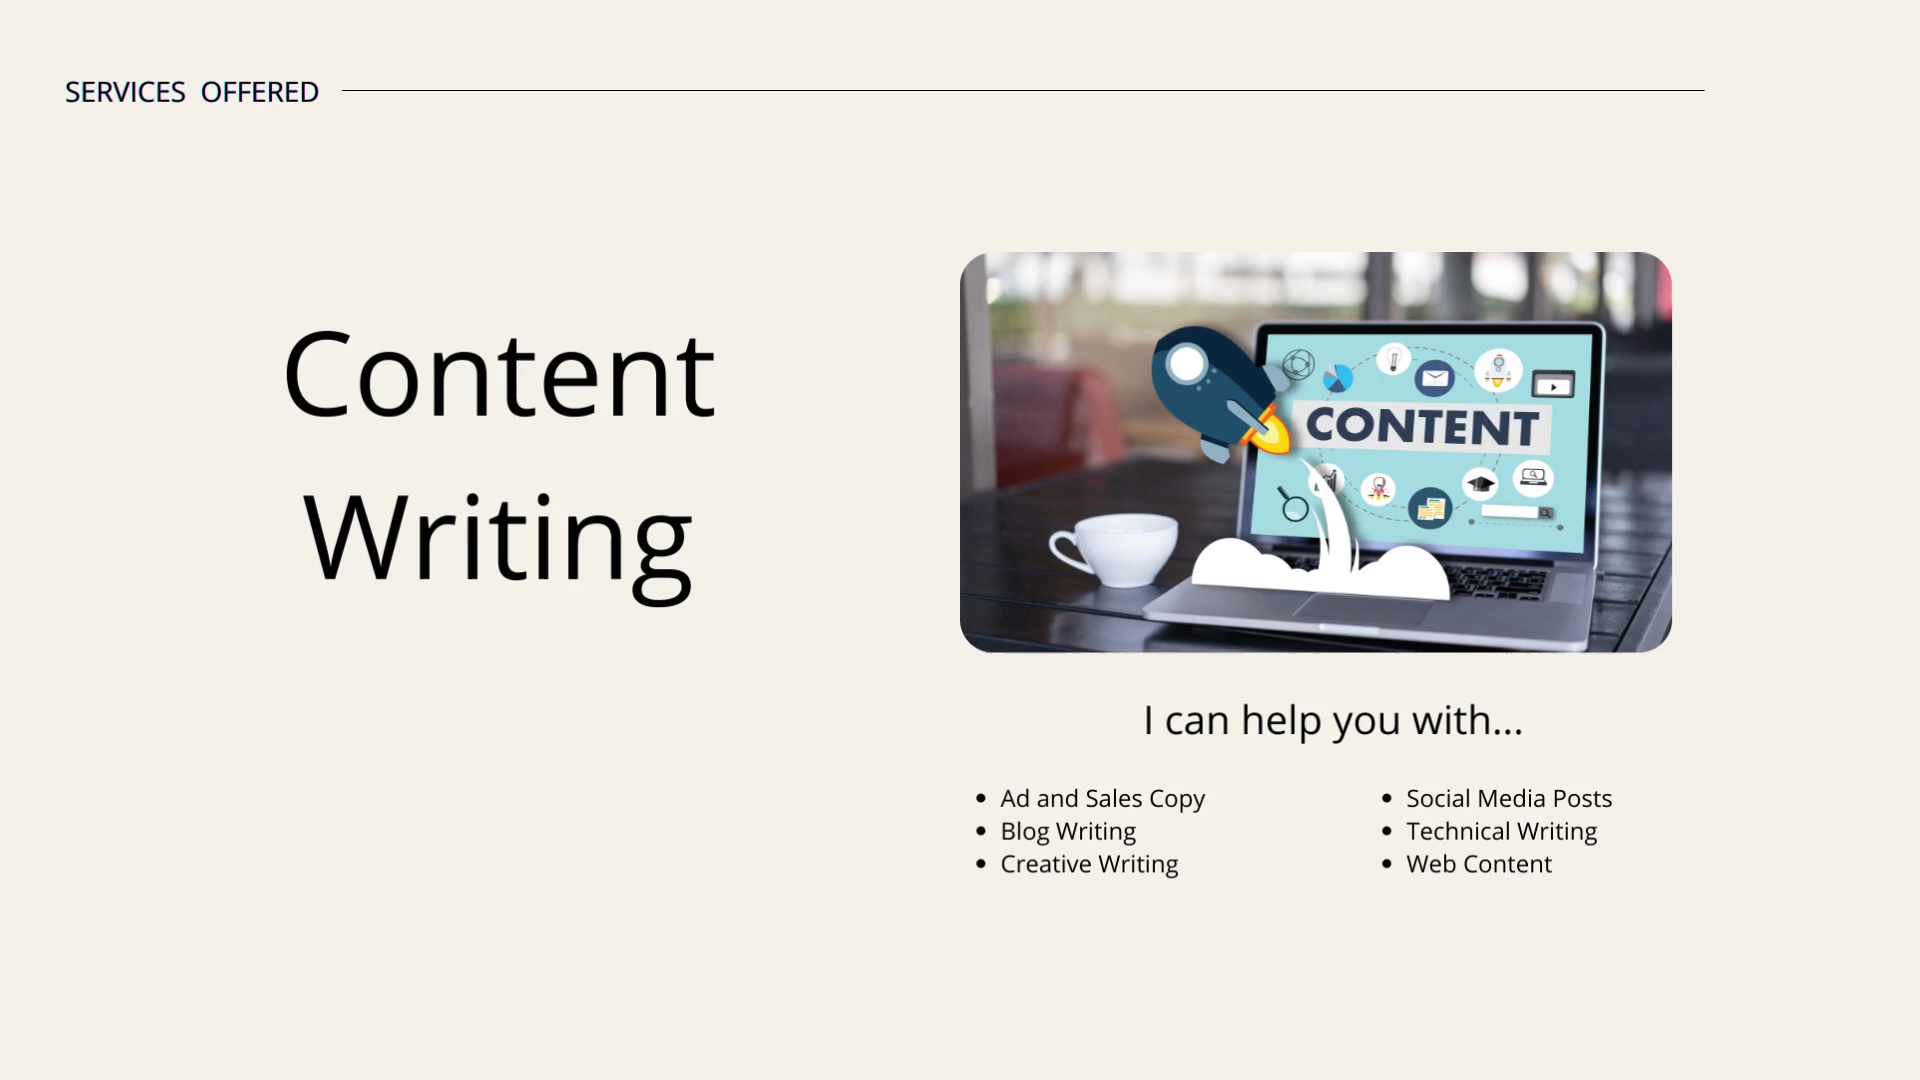 SERVICES OFFERED
Content
Writing
CONTENT
I can help you with...
Ad and Sales Copy
Blog Writing
Creative Writing
Social Media Posts
Technical Writing
Web Content